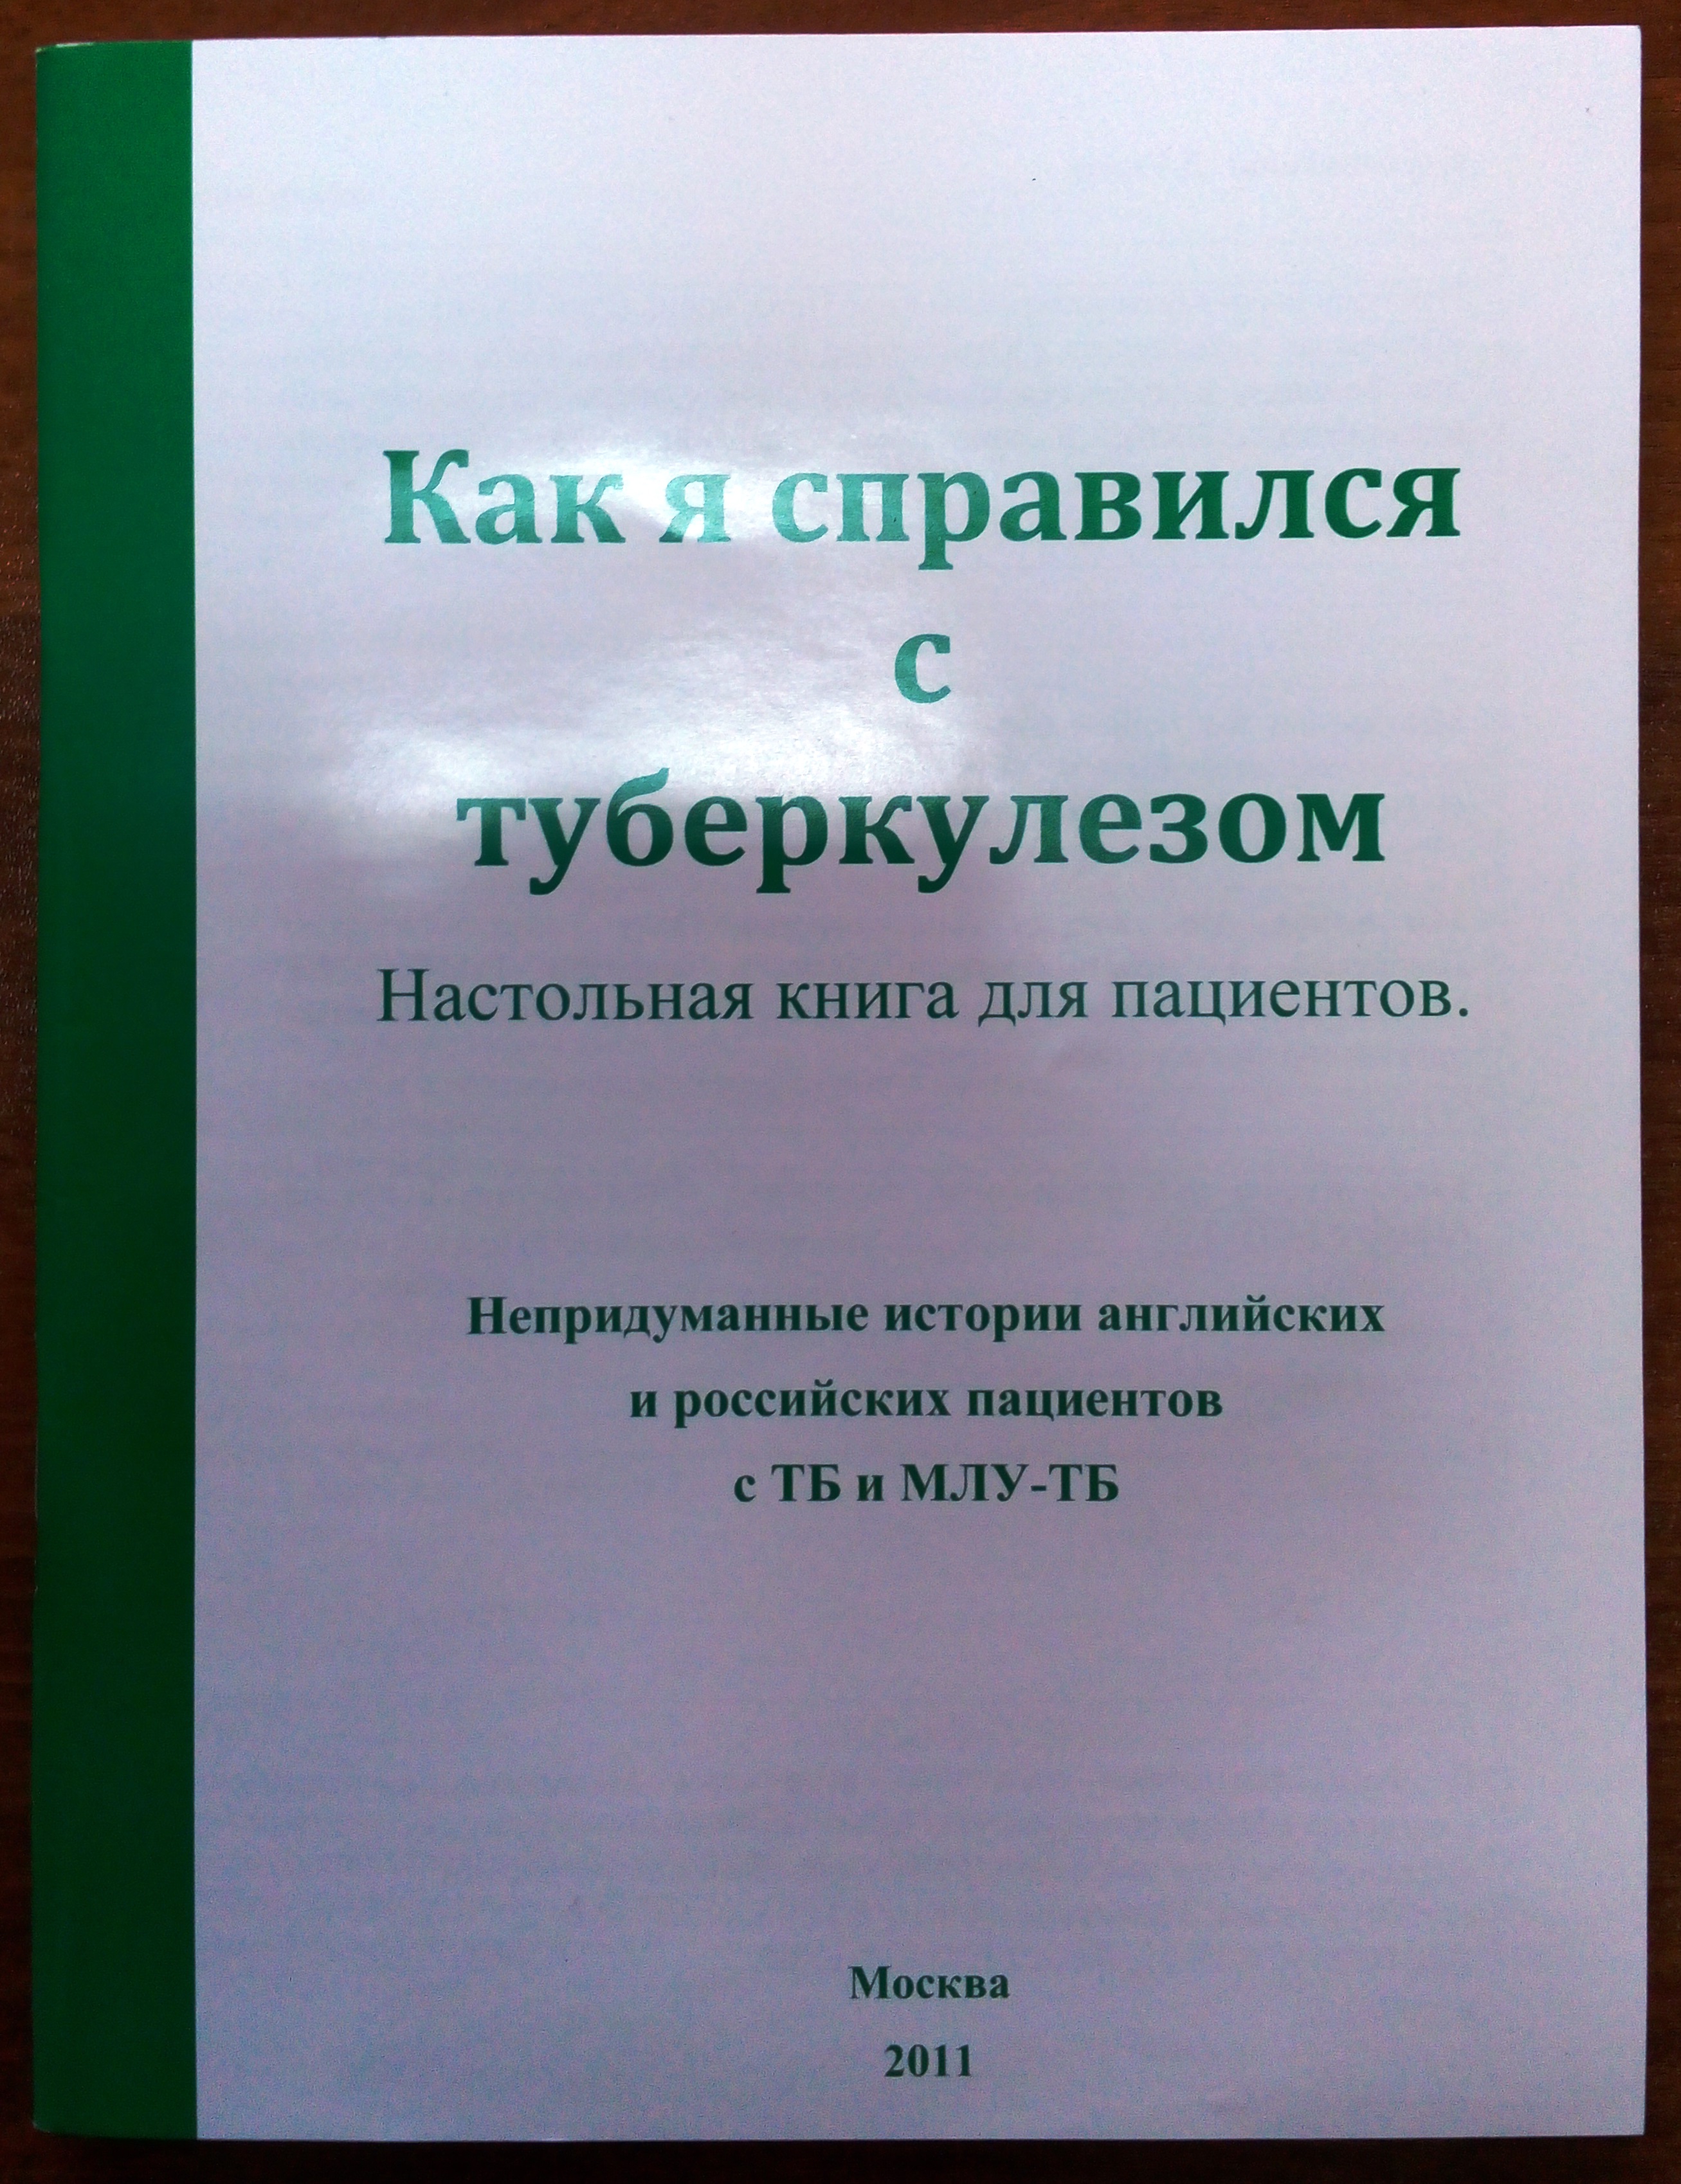 Как я справился
с
туберкулезом
Настольная книга для пациентов.
Непридуманные истории английских
и российских пациентов
с ТБ и МЛУ-ТБ
Москва
2011